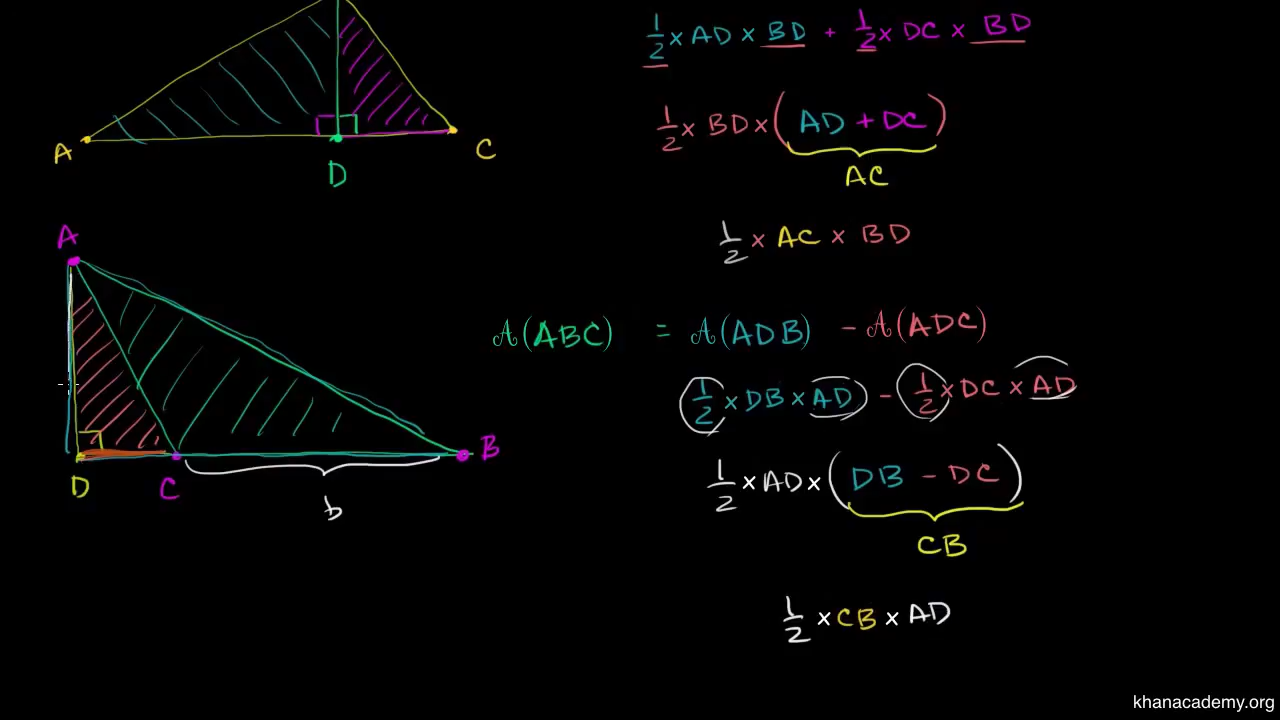 1/2 × AD × BD + 1/2 × DC × BD
A
D
C
1/2 × BD × (AD + DC)
AC
1/2 × AC × BD
A
D
C
B
b
A(ABC) = A(ADB) - A(ADC)
1/2 × DB × AD - 1/2 × DC × AD
1/2 × AD × (DB - DC)
CB
1/2 × CB × AD
khanacademy.org